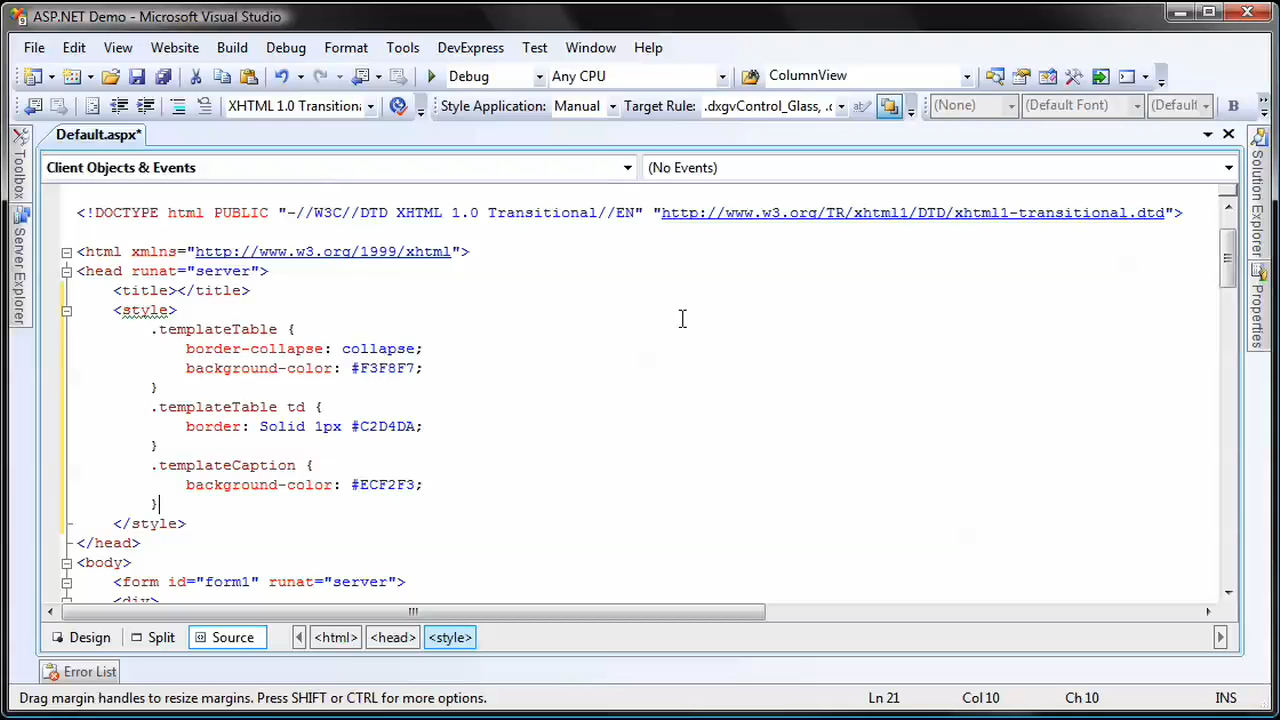 ASP.NET Demo - Microsoft Visual Studio
File Edit View Website Build Debug Format Tools DevExpress Test Window Help
Debug Any CPU ColumnView
Style Application: Manual Target Rule: .dxgvControl_Glass, (None) (Default Font) (Default B
Default.aspx*
Client Objects & Events (No Events)
<!DOCTYPE html PUBLIC "-//W3C//DTD XHTML 1.0 Transitional//EN" "http://www.w3.org/TR/xhtml1/DTD/xhtml1-transitional.dtd">
<html xmlns="http://www.w3.org/1999/xhtml">
<head runat="server">
<title></title>
<style>
.templateTable {
border-collapse: collapse;
background-color: #F3F8F7;
}
.templateTable td {
border: Solid 1px #C2D4DA;
}
.templateCaption {
background-color: #ECF2F3;
}
</style>
</head>
<body>
<form id="form1" runat="server">
<div>
Toolbox
Server Explorer
Solution Explorer
Properties
Design Split Source <html> <head> <style>
Error List
Drag margin handles to resize margins. Press SHIFT or CTRL for more options. Ln 21 Col 10 Ch 10 INS